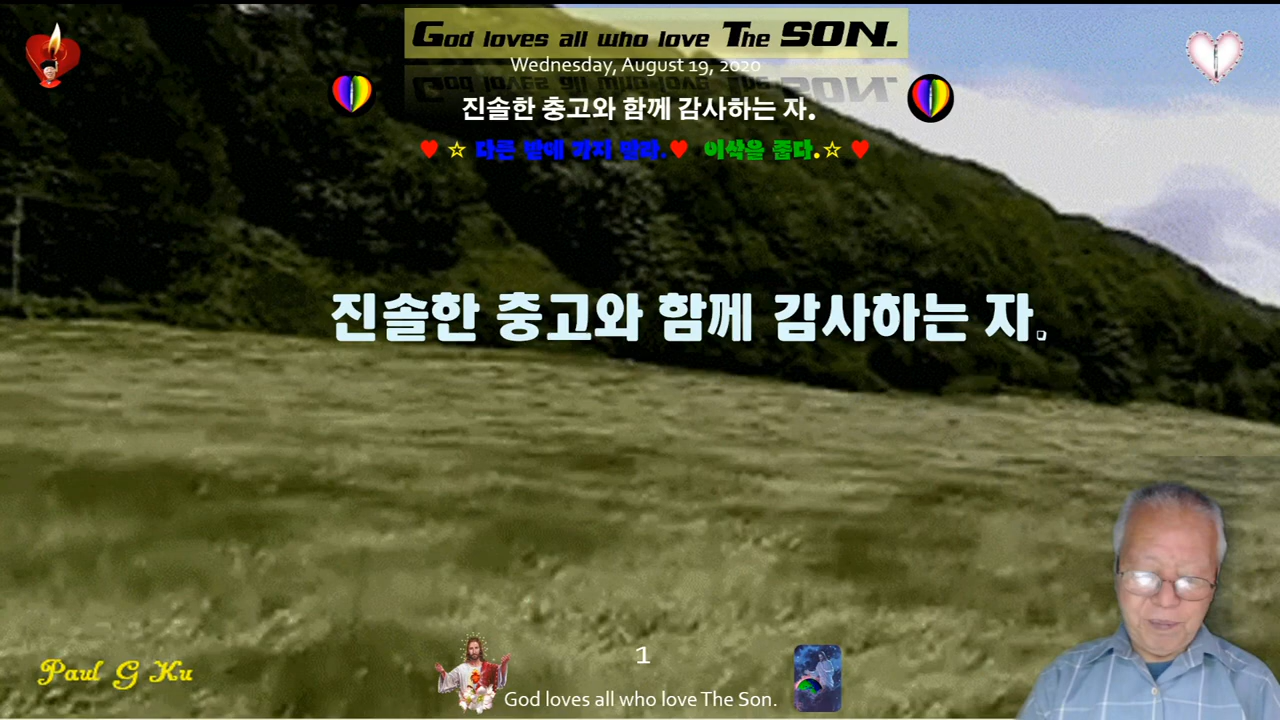 God loves all who love The SON.
Wednesday, August 19, 2020
진솔한 충고와 함께 감사하는 자.
♥ ☆ 다른 밭에 가지 말라.♥ 이삭을 줍다.☆ ♥
진솔한 충고와 함께 감사하는 자.
Paul G Ku
1
God loves all who love The Son.